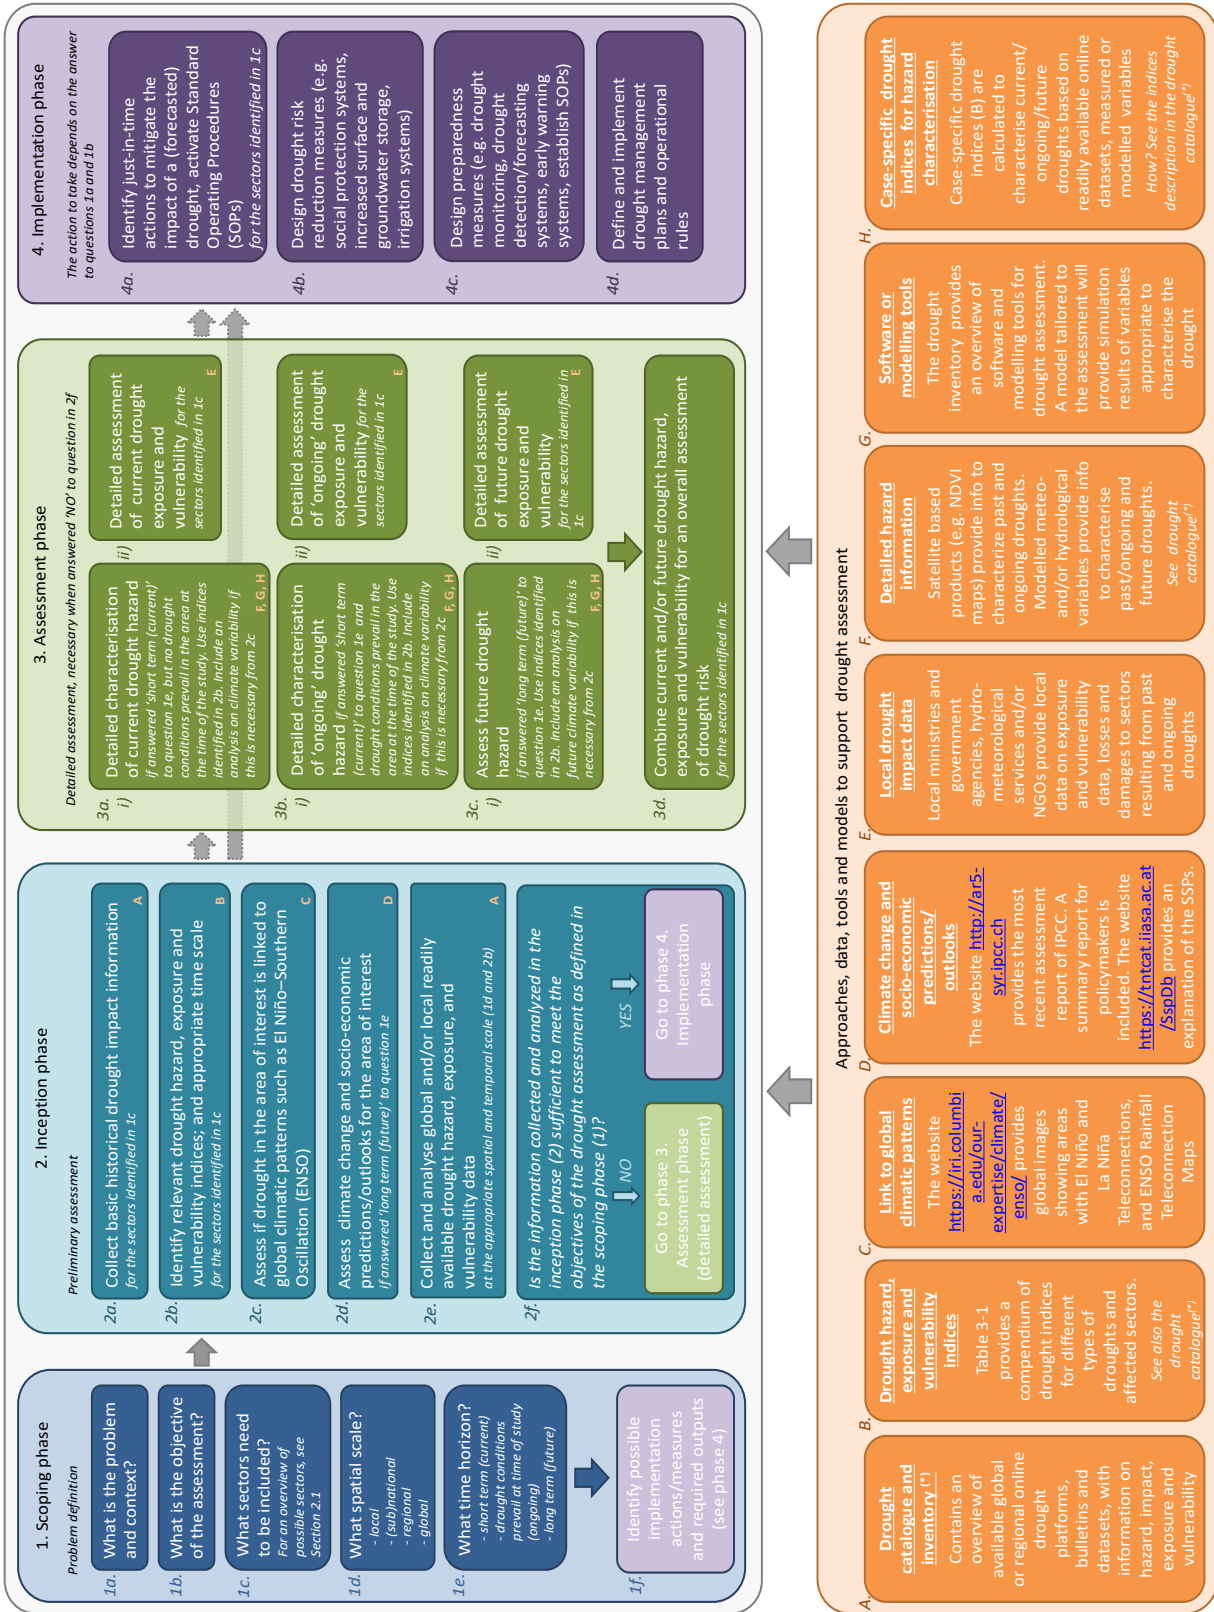 1. Scoping phase
Problem definition
1a.
What is the problem
and context?
1b.
What is the objective
of the assessment?
1c.
What sectors need
to be included?
For an overview of
possible sectors, see
Section 2.1
1d.
What spatial scale?
- local
- (sub)national
- regional
- global
1e.
What time horizon?
- short term (current)
- drought conditions
prevail at time of study
(ongoing)
- long term (future)
1f.
Identify possible
implementation
actions/measures
and required outputs
(see phase 4)
2. Inception phase
Preliminary assessment
2a.
Collect basic historical drought impact information
for the sectors identified in 1c
A
2b.
Identify relevant drought hazard, exposure and
vulnerability indices; and appropriate time scale
for the sectors identified in 1c
B
2c.
Assess if drought in the area of interest is linked to
global climatic patterns such as El Niño–Southern
Oscillation (ENSO)
C
2d.
Assess climate change and socio-economic
predictions/outlooks for the area of interest
if answered 'long term (future)' to question 1e
D
2e.
Collect and analyse global and/or local readily
available drought hazard, exposure, and
vulnerability data
at the appropriate spatial and temporal scale (1d and 2b)
A
2f.
Is the information collected and analyzed in the
inception phase (2) sufficient to meet the
objectives of the drought assessment as defined in
the scoping phase (1)?
NO
YES
Go to phase 3.
Assessment phase
(detailed assessment)
Go to phase 4.
Implementation
phase
3. Assessment phase
Detailed assessment, necessary when answered 'NO' to question in 2f
3a.
i)
Detailed characterisation
of current drought hazard
if answered 'short term (current)'
to question 1e, but no drought
conditions prevail in the area at
the time of the study. Use indices
identified in 2b. Include an
analysis on climate variability if
this is necessary from 2c
F, G, H
ii)
Detailed assessment
of current drought
exposure and
vulnerability for the
sectors identified in 1c
E
3b.
i)
Detailed characterisation
of 'ongoing' drought
hazard if answered 'short term
(current)' to question 1e and
drought conditions prevail in the
area at the time of the study. Use
indices identified in 2b. Include
an analysis on climate variability
if this is necessary from 2c
F, G, H
ii)
Detailed assessment
of 'ongoing' drought
exposure and
vulnerability for the
sectors identified in 1c
E
3c.
i)
Assess future drought
hazard
if answered 'long term (future)' to
question 1e. Use indices identified
in 2b. Include an analysis on
future climate variability if this is
necessary from 2c
F, G, H
ii)
Detailed assessment
of future drought
exposure and
vulnerability
for the sectors identified in
1c
E
3d.
Combine current and/or future drought hazard,
exposure and vulnerability for an overall assessment
of drought risk
for the sectors identified in 1c
4. Implementation phase
The action to take depends on the answer
to questions 1a and 1b
4a.
Identify just-in-time
actions to mitigate the
impact of a (forecasted)
drought, activate Standard
Operating Procedures
(SOPs)
for the sectors identified in 1c
4b.
Design drought risk
reduction measures (e.g.
social protection systems,
increased surface and
groundwater storage,
irrigation systems)
4c.
Design preparedness
measures (e.g. drought
monitoring, drought
detection/forecasting
systems, early warning
systems, establish SOPs)
4d.
Define and implement
drought management
plans and operational
rules
Approaches, data, tools and models to support drought assessment
A.
Drought
catalogue and
inventory(*)
Contains an
overview of
available global
or regional online
drought
platforms,
bulletins and
datasets, with
information on
hazard, impact,
exposure and
vulnerability
B.
Drought hazard,
exposure and
vulnerability
indices
Table 3-1
provides a
compendium of
drought indices
for different
types of
droughts and
affected sectors.
See also the
drought
catalogue(*)
C.
Link to global
climatic patterns
The website
https://iri.columbi
a.edu/our-
expertise/climate/
enso/ provides
global images
showing areas
with El Niño and
La Niña
Teleconnections,
and ENSO Rainfall
Teleconnection
Maps
D.
Climate change and
socio-economic
predictions/
outlooks
The website http://ar5-
syr.ipcc.ch
provides the most
recent assessment
report of IPCC. A
summary report for
policymakers is
included. The website
https://tntcat.iiasa.ac.at
/SspDb provides an
explanation of the SSPs.
E.
Local drought
impact data
Local ministries and
government
agencies, hydro-
meteorological
services and/or
NGOs provide local
data on exposure
and vulnerability
data, losses and
damages to sectors
resulting from past
and ongoing
droughts
F.
Detailed hazard
information
Satellite based
products (e.g. NDVI
maps) provide info to
characterize past and
ongoing droughts.
Modelled meteo-
and/or hydrological
variables provide info
to characterise
past/ongoing and
future droughts.
See drought
catalogue(*)
G.
Software or
modelling tools
The drought
inventory provides
an overview of
software and
modelling tools for
drought assessment.
A model tailored to
the assessment will
provide simulation
results of variables
appropriate to
characterise the
drought
H.
Case-specific drought
indices for hazard
characterisation
Case-specific drought
indices (B) are
calculated to
characterise current/
ongoing/future
droughts based on
readily available online
datasets, measured or
modelled variables
How? See the indices
description in the drought
catalogue(*)